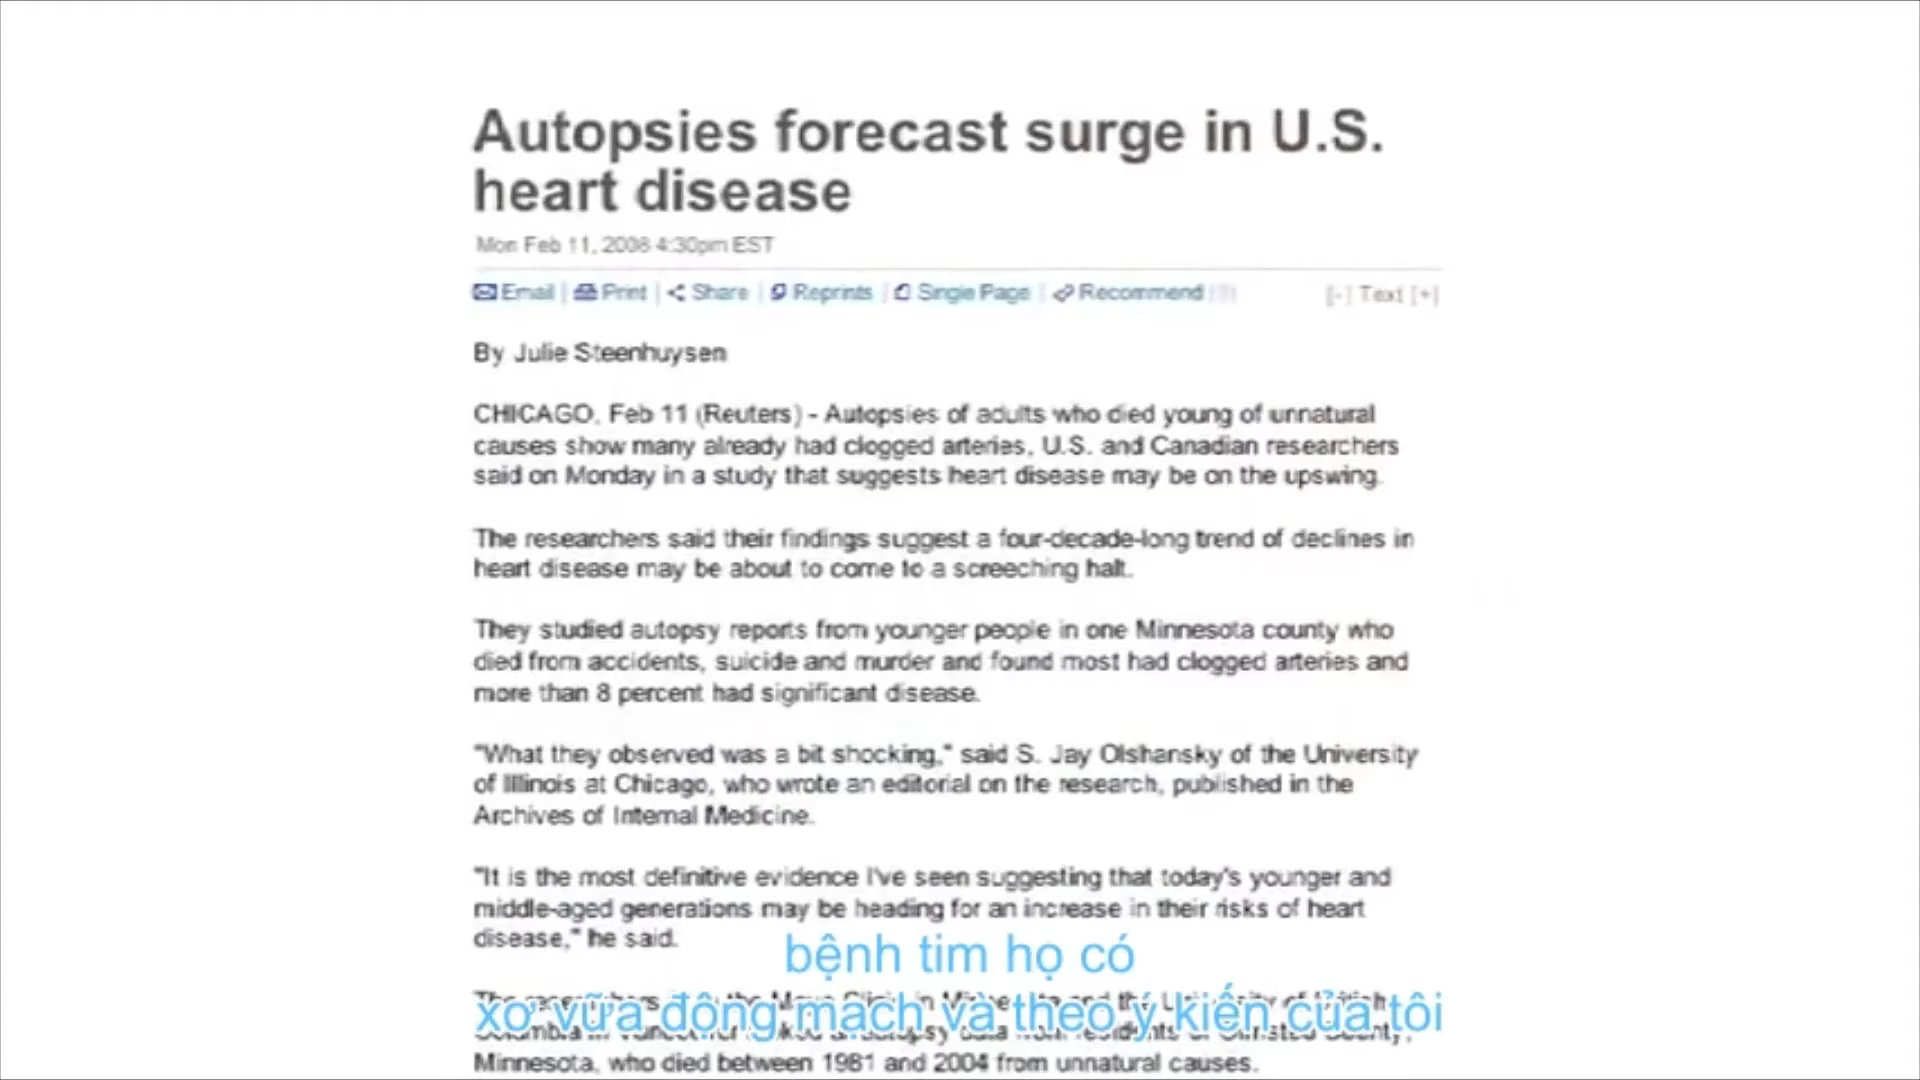 Autopsies forecast surge in U.S.
heart disease
Mon Feb 11, 2008 4:30pm EST
Email | Print | Share | Reprints | Single Page | Recommend
[-] Text [+]
By Julie Steenhuysen
CHICAGO, Feb 11 (Reuters) - Autopsies of adults who died young of unnatural
causes show many already had clogged arteries, U.S. and Canadian researchers
said on Monday in a study that suggests heart disease may be on the upswing.
The researchers said their findings suggest a four-decade-long trend of declines in
heart disease may be about to come to a screeching halt.
They studied autopsy reports from younger people in one Minnesota county who
died from accidents, suicide and murder and found most had clogged arteries and
more than 8 percent had significant disease.
"What they observed was a bit shocking," said S. Jay Olshansky of the University
of Illinois at Chicago, who wrote an editorial on the research, published in the
Archives of Internal Medicine.
"It is the most definitive evidence I've seen suggesting that today's younger and
middle-aged generations may be heading for an increase in their risks of heart
disease," he said.
bệnh tim họ có
xơ vữa động mạch và theo ý kiến của tôi
Minnesota, who died between 1981 and 2004 from unnatural causes.